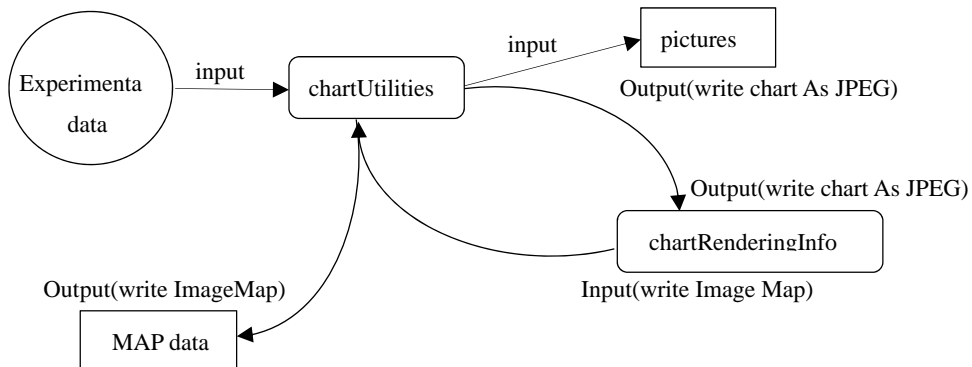 Experimenta
data
input
chartUtilities
input
pictures
Output(write chart As JPEG)
Output(write chart As JPEG)
chartRenderingInfo
Input(write Image Map)
Output(write ImageMap)
MAP data